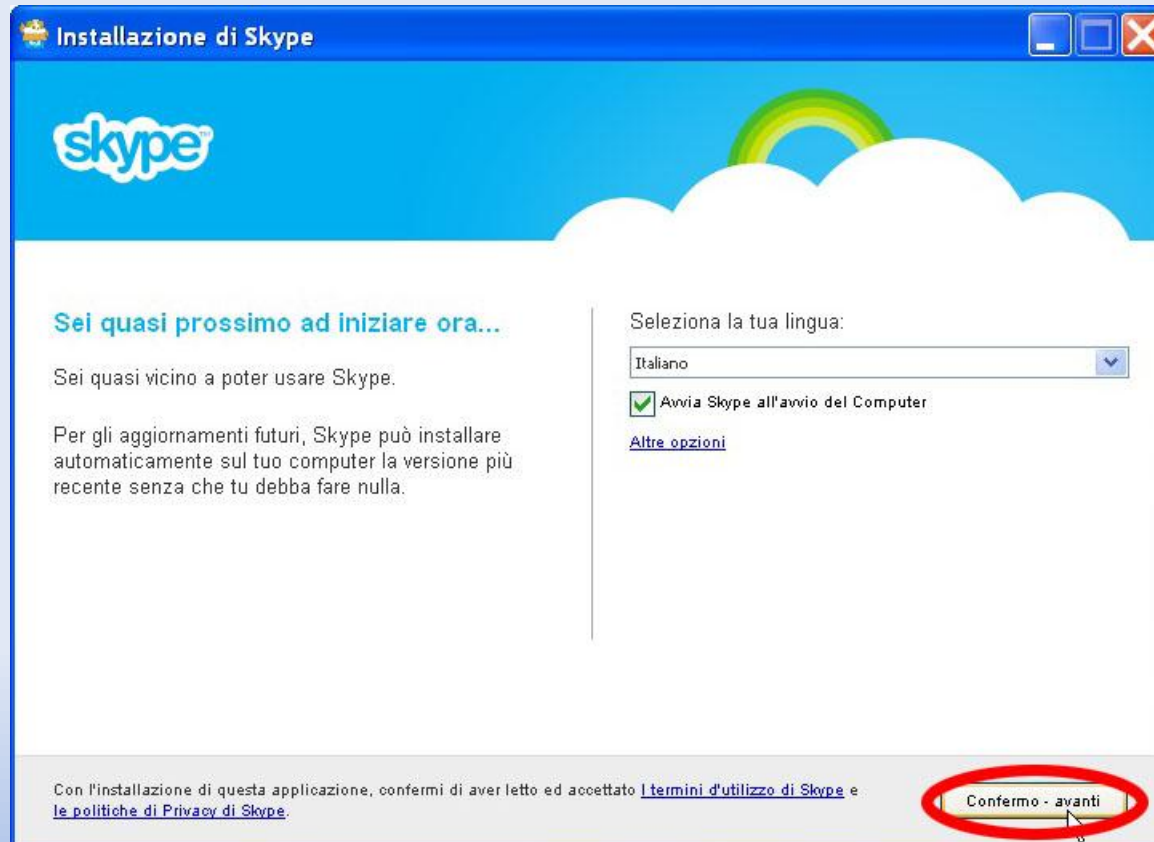 Installazione di Skype
skype™
Sei quasi prossimo ad iniziare ora...
Sei quasi vicino a poter usare Skype.
Per gli aggiornamenti futuri, Skype può installare
automaticamente sul tuo computer la versione più
recente senza che tu debba fare nulla.
Seleziona la tua lingua:
Italiano
Avvia Skype all'avvio del Computer
Altre opzioni
Con l'installazione di questa applicazione, confermi di aver letto ed accettato I termini d'utilizzo di Skype e
le politiche di Privacy di Skype.
Confermo - avanti